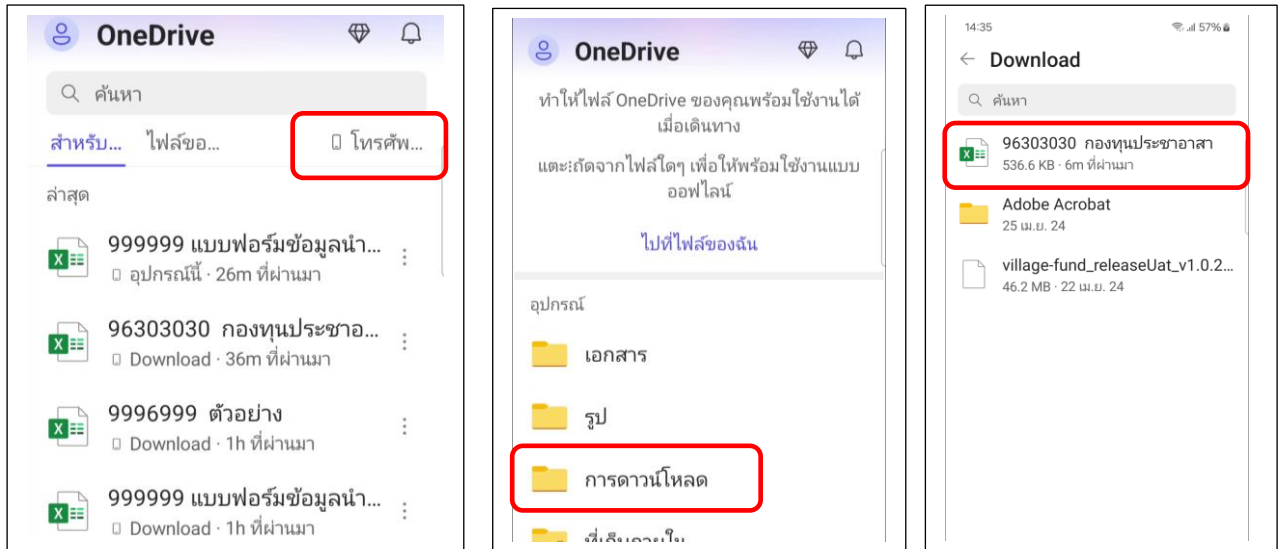 OneDrive
ค้นหา
สำหรับ... ไฟล์ขอ... โทรศัพ...
ล่าสุด
999999 แบบฟอร์มข้อมูลนำ...
อุปกรณ์นี้ · 26m ที่ผ่านมา
96303030 กองทุนประชาอ...
Download · 36m ที่ผ่านมา
9996999 ตัวอย่าง
Download · 1h ที่ผ่านมา
999999 แบบฟอร์มข้อมูลนำ...
Download · 1h ที่ผ่านมา
OneDrive
ทำให้ไฟล์ OneDrive ของคุณพร้อมใช้งานได้
เมื่อเดินทาง
แตะ⁝ถัดจากไฟล์ใดๆ เพื่อให้พร้อมใช้งานแบบ
ออฟไลน์
ไปที่ไฟล์ของฉัน
อุปกรณ์
เอกสาร
รูป
การดาวน์โหลด
ที่เก็บภายใน
14:35 57%
Download
ค้นหา
96303030 กองทุนประชาอาสา
536.6 KB · 6m ที่ผ่านมา
Adobe Acrobat
25 เม.ย. 24
village-fund_releaseUat_v1.0.2...
46.2 MB · 22 เม.ย. 24